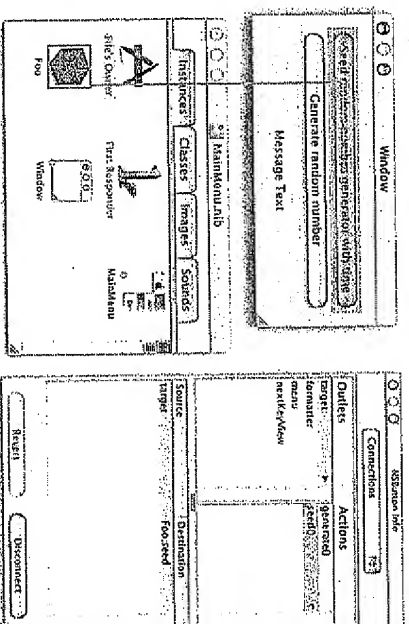 Window
Seed random number generator with time
Generate random number
Message Text
MainMenu.nib
Instances
Classes
Images
Sounds
File's Owner
First Responder
MainMenu
Foo
Window
NSButton Info
Connections
Outlets
Actions
target
formatter
menu
nextKeyView
generate()
seed()
Source
Destination
target
Foo.seed
Revert
Disconnect